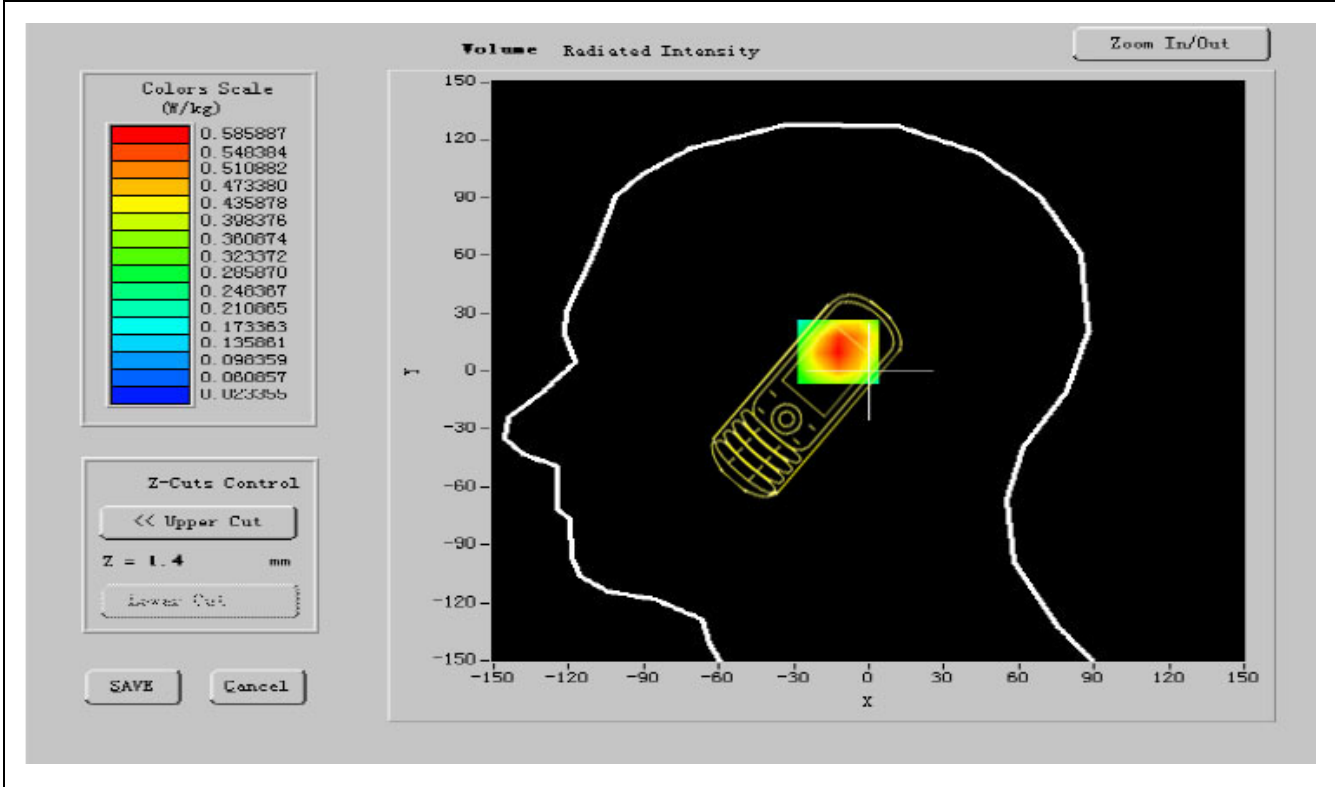 Volume Radiated Intensity
Zoom In/Out
Colors Scale
(W/kg)
0.585887
0.548384
0.510882
0.473380
0.435878
0.398376
0.360874
0.323372
0.285870
0.248367
0.210865
0.173363
0.135861
0.098359
0.060857
0.023355
Z-Cuts Control
<< Upper Cut
Z = 1.4 mm
Lower Cut
SAVE
Cancel
150
120
90
60
30
0
-30
-60
-90
-120
-150
Y
-150 -120 -90 -60 -30 0 30 60 90 120 150
X